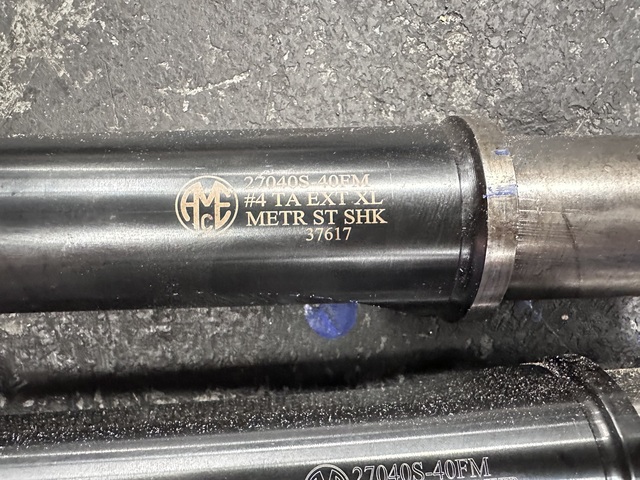 AMEC
27040S-40FM
#4 TA EXT XL
METR ST SHK
37617
27040S-40FM